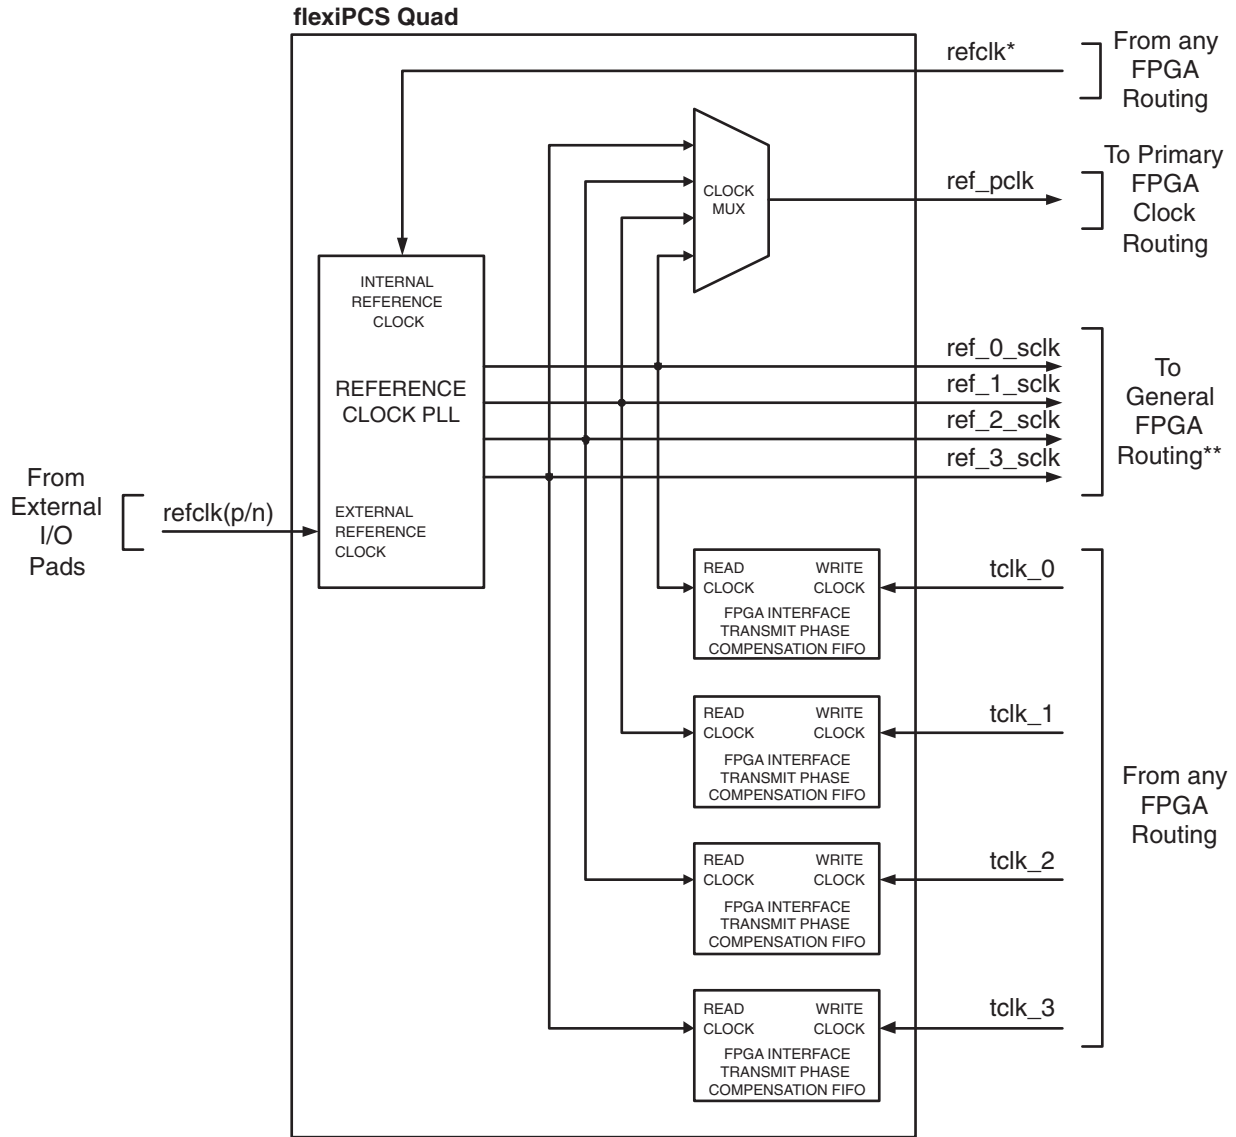 flexiPCS Quad
refclk*
From any
FPGA
Routing
CLOCK
MUX
ref_pclk
To Primary
FPGA
Clock
Routing
INTERNAL
REFERENCE
CLOCK
REFERENCE
CLOCK PLL
EXTERNAL
REFERENCE
CLOCK
ref_0_sclk
ref_1_sclk
ref_2_sclk
ref_3_sclk
To
General
FPGA
Routing**
From
External
I/O
Pads
refclk(p/n)
READ WRITE
CLOCK CLOCK
FPGA INTERFACE
TRANSMIT PHASE
COMPENSATION FIFO
tclk_0
READ WRITE
CLOCK CLOCK
FPGA INTERFACE
TRANSMIT PHASE
COMPENSATION FIFO
tclk_1
READ WRITE
CLOCK CLOCK
FPGA INTERFACE
TRANSMIT PHASE
COMPENSATION FIFO
tclk_2
READ WRITE
CLOCK CLOCK
FPGA INTERFACE
TRANSMIT PHASE
COMPENSATION FIFO
tclk_3
From any
FPGA
Routing